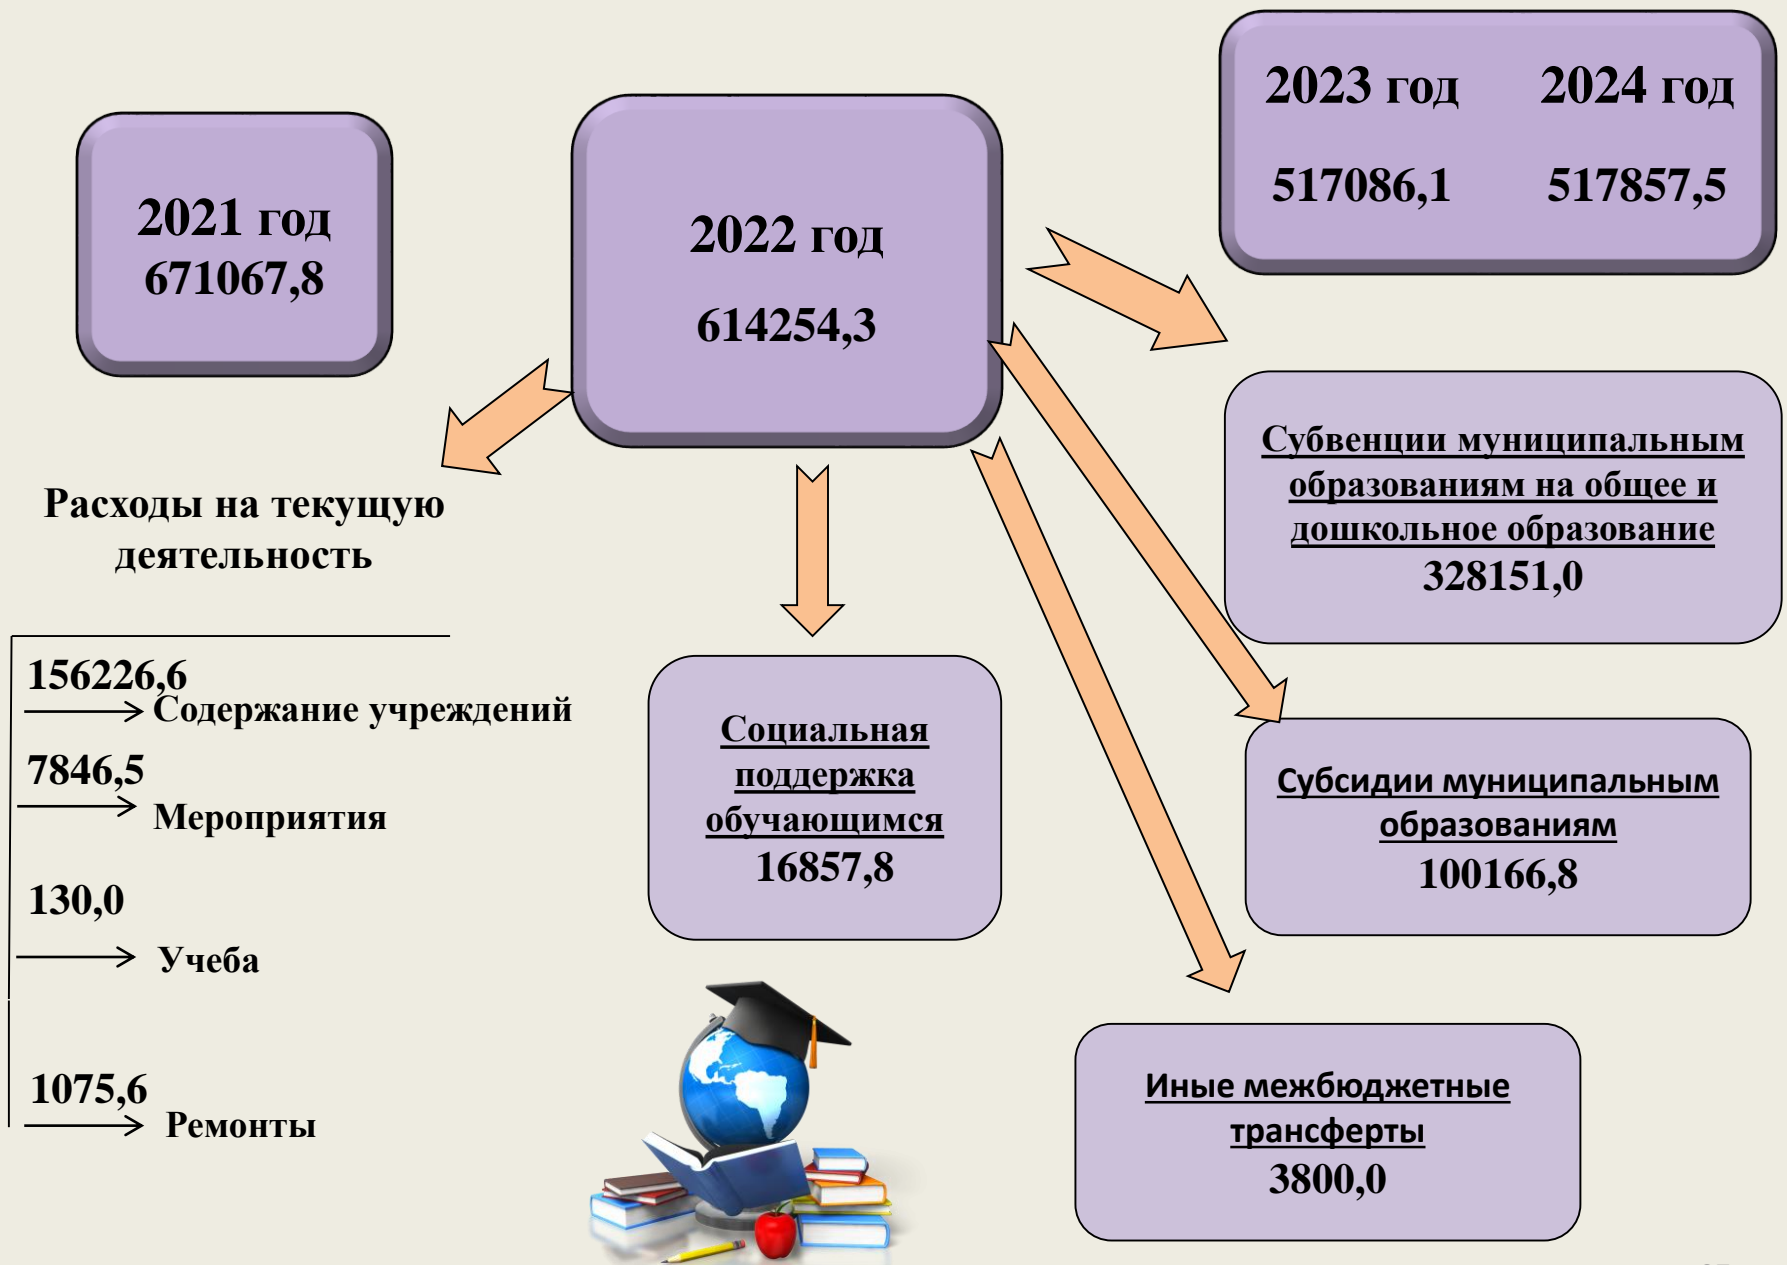 2021 год
671067,8
2022 год
614254,3
2023 год 2024 год
517086,1 517857,5
Расходы на текущую
деятельность
156226,6
Содержание учреждений
7846,5
Мероприятия
130,0
Учеба
1075,6
Ремонты
Социальная
поддержка
обучающимся
16857,8
Субвенции муниципальным
образованиям на общее и
дошкольное образование
328151,0
Субсидии муниципальным
образованиям
100166,8
Иные межбюджетные
трансферты
3800,0